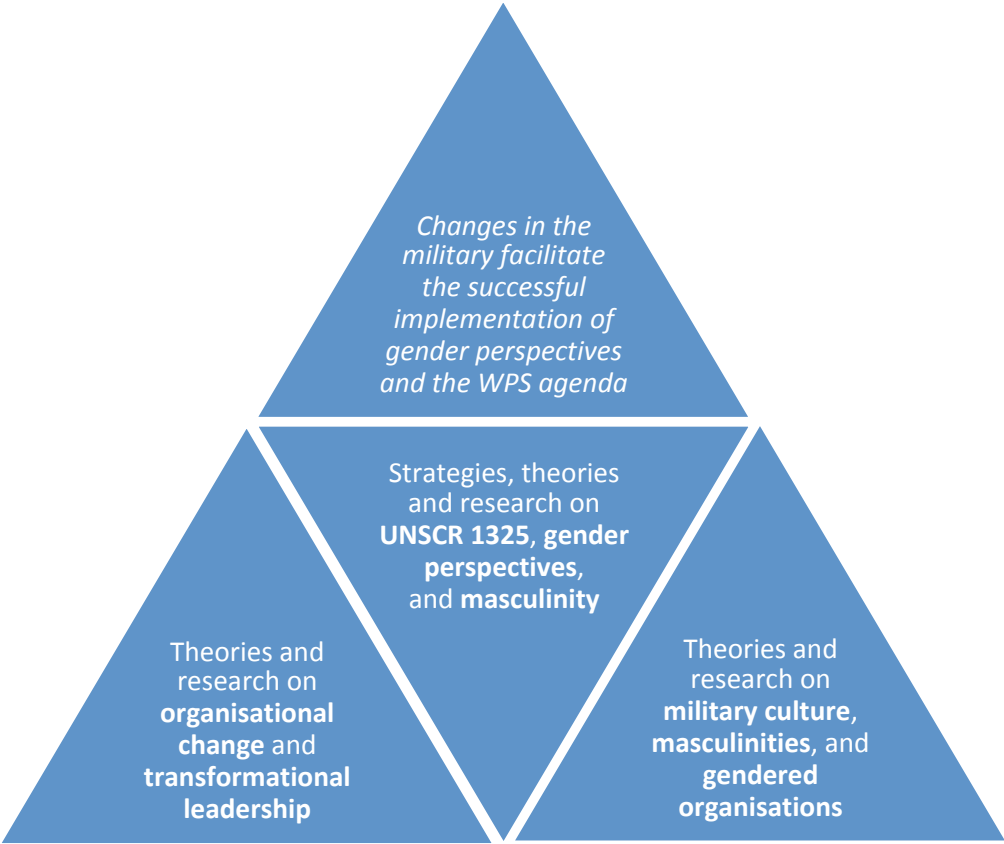 Changes in the
military facilitate
the successful
implementation of
gender perspectives
and the WPS agenda
Strategies, theories
and research on
UNSCR 1325, gender
perspectives,
and masculinity
Theories and
research on
organisational
change and
transformational
leadership
Theories and
research on
military culture,
masculinities, and
gendered
organisations